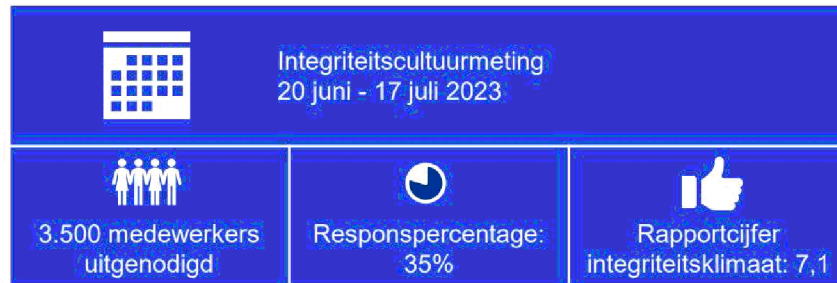 Integriteitscultuurmeting
20 juni - 17 juli 2023
3.500 medewerkers
uitgenodigd
Responspercentage:
35%
Rapportcijfer
integriteitsklimaat: 7,1